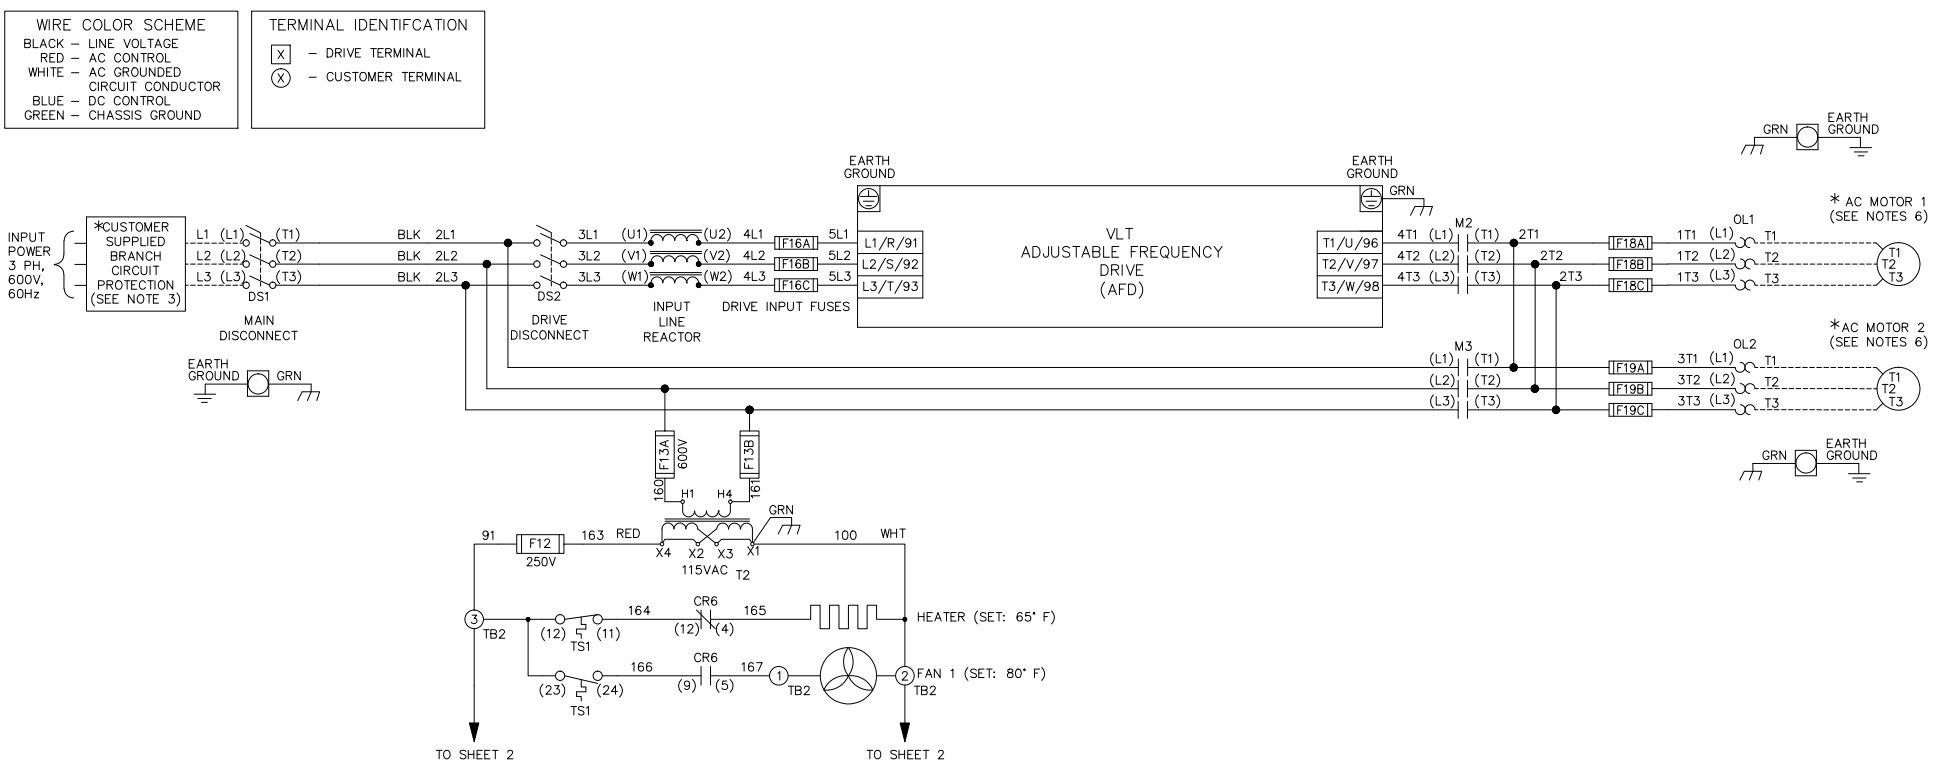 WIRE COLOR SCHEME
BLACK – LINE VOLTAGE
RED – AC CONTROL
WHITE – AC GROUNDED
CIRCUIT CONDUCTOR
BLUE – DC CONTROL
GREEN – CHASSIS GROUND
TERMINAL IDENTIFCATION
X – DRIVE TERMINAL
X – CUSTOMER TERMINAL
GRN
EARTH
GROUND
INPUT
POWER
3 PH,
600V,
60Hz
*CUSTOMER
SUPPLIED
BRANCH
CIRCUIT
PROTECTION
(SEE NOTE 3)
L1 (L1) (T1) BLK 2L1 3L1 (U1) (U2) 4L1 F16A 5L1
L2 (L2) (T2) BLK 2L2 3L2 (V1) (V2) 4L2 F16B 5L2
L3 (L3) (T3) BLK 2L3 3L3 (W1) (W2) 4L3 F16C 5L3
DS1
MAIN
DISCONNECT
DS2
DRIVE
DISCONNECT
INPUT
LINE
REACTOR
DRIVE INPUT FUSES
EARTH
GROUND
L1/R/91
L2/S/92
L3/T/93
VLT
ADJUSTABLE FREQUENCY
DRIVE
(AFD)
EARTH
GROUND
GRN
T1/U/96
T2/V/97
T3/W/98
M2
4T1 (L1) (T1) 2T1 F18A 1T1 (L1) T1
4T2 (L2) (T2) 2T2 F18B 1T2 (L2) T2
4T3 (L3) (T3) 2T3 F18C 1T3 (L3) T3
OL1
* AC MOTOR 1
(SEE NOTES 6)
T1
T2
T3
EARTH
GROUND
GRN
M3
(L1) (T1) F19A 3T1 (L1) T1
(L2) (T2) F19B 3T2 (L2) T2
(L3) (T3) F19C 3T3 (L3) T3
OL2
*AC MOTOR 2
(SEE NOTES 6)
T1
T2
T3
GRN
EARTH
GROUND
F13A
600V
F13B
160
161
H1 H4
GRN
91 F12 163 RED
250V
X4 X2 X3 X1
100 WHT
115VAC T2
3
TB2
(12) (11)
TS1
164
CR6
(12) (4)
165
HEATER (SET: 65° F)
(23) (24)
TS1
166
CR6
(9) (5)
167
1
TB2
2
TB2
FAN 1 (SET: 80° F)
TO SHEET 2
TO SHEET 2